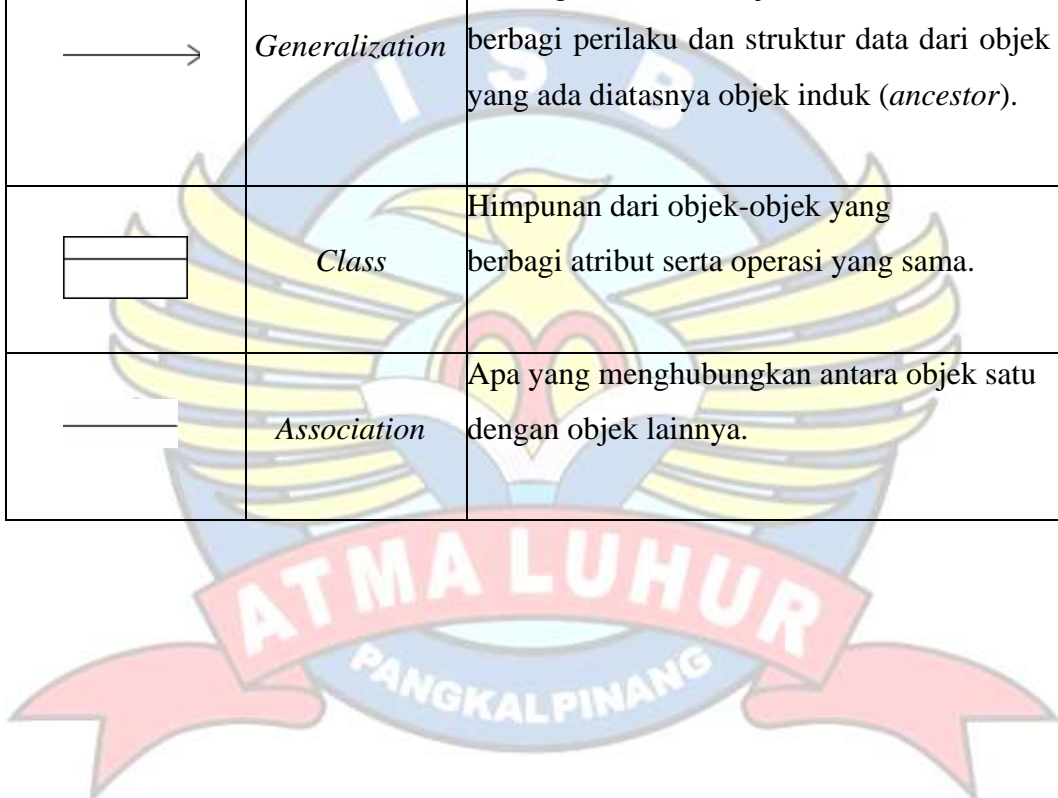 Generalization
berbagi perilaku dan struktur data dari objek
yang ada diatasnya objek induk (ancestor).
Himpunan dari objek-objek yang
Class
berbagi atribut serta operasi yang sama.
Apa yang menghubungkan antara objek satu
Association
dengan objek lainnya.
I S B
ATMA LUHUR
PANGKALPINANG